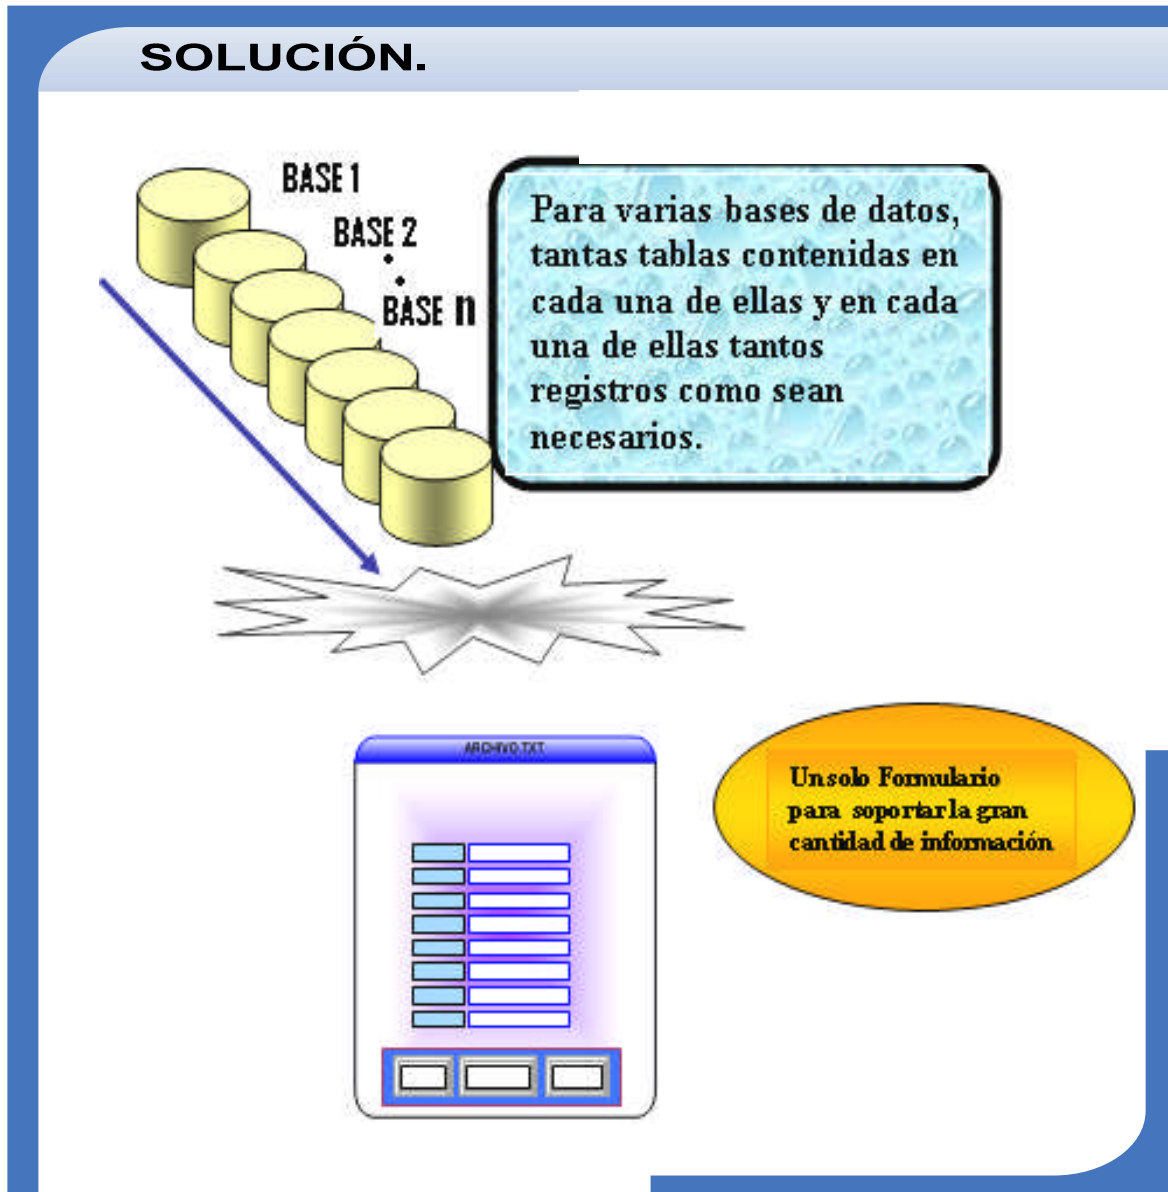 SOLUCIÓN.
BASE 1
BASE 2
BASE n
Para varias bases de datos,
tantas tablas contenidas en
cada una de ellas y en cada
una de ellas tantos
registros como sean
necesarios.
ARCHIVO.TXT
Un solo Formulario
para soportar la gran
cantidad de información